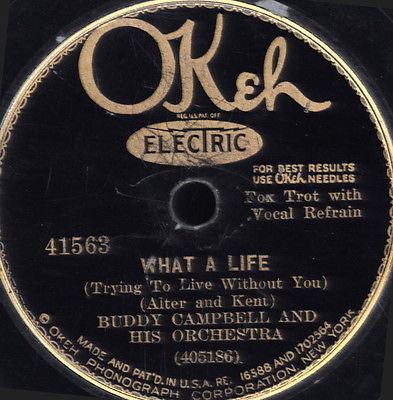 OKeh
REG. U.S. PAT. OFF.
ELECTRIC
FOR BEST RESULTS
USE OKeh NEEDLES
Fox Trot with
Vocal Refrain
41563
WHAT A LIFE
(Trying To Live Without You)
(Alter and Kent)
BUDDY CAMPBELL AND
HIS ORCHESTRA
(405186)
MADE AND PAT'D. IN U.S.A. RE. 16588 AND 1702564
© OKEH PHONOGRAPH CORPORATION, NEW YORK.